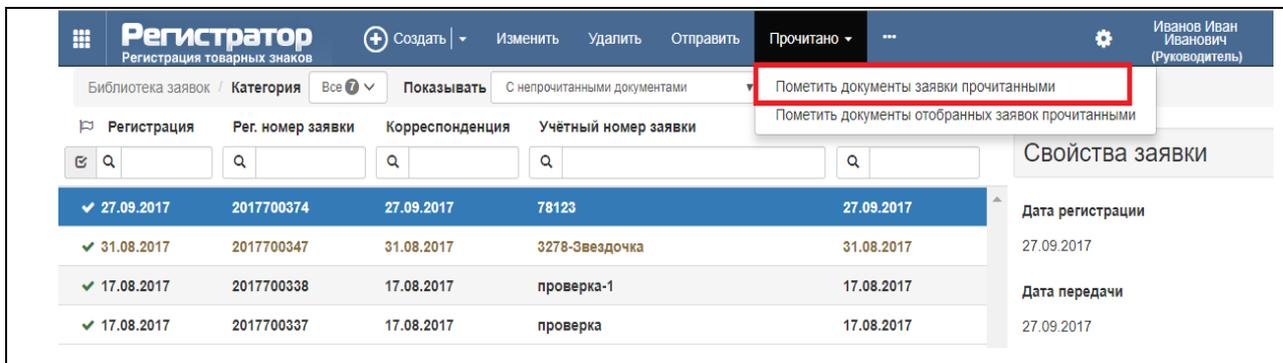 Регистратор
Регистрация товарных знаков
Создать
Изменить
Удалить
Отправить
Прочитано
Иванов Иван
Иванович
(Руководитель)
Библиотека заявок / Категория Все 7
Показывать С непрочитанными документами
Пометить документы заявки прочитанными
Пометить документы отобранных заявок прочитанными
Регистрация Рег. номер заявки Корреспонденция Учётный номер заявки
Свойства заявки
27.09.2017 2017700374 27.09.2017 78123 27.09.2017
31.08.2017 2017700347 31.08.2017 3278-Звездочка 31.08.2017
17.08.2017 2017700338 17.08.2017 проверка-1 17.08.2017
17.08.2017 2017700337 17.08.2017 проверка 17.08.2017
Дата регистрации
27.09.2017
Дата передачи
27.09.2017